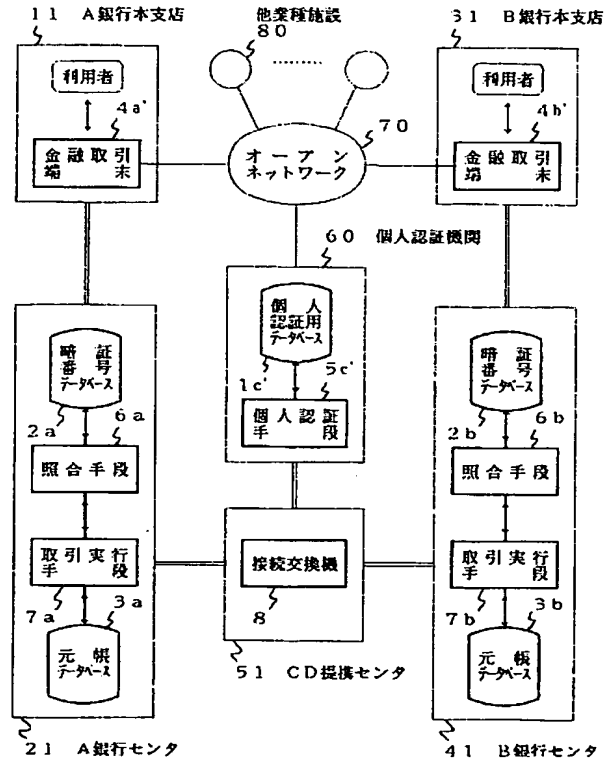 11 A銀行本支店
他業種施設
80
31 B銀行本支店
利用者
4a'
金融取引
端末
70
オープン
ネットワーク
利用者
4b'
金融取引
端末
60 個人認証機関
個人
認証用
データベース
1c'
5c'
個人認証
手段
暗証
番号
データベース
2a
6a
照合手段
取引実行
手段
7a
3a
元帳
データベース
21 A銀行センタ
接続交換機
8
51 CD提携センタ
暗証
番号
データベース
2b
6b
照合手段
取引実行
手段
7b
3b
元帳
データベース
41 B銀行センタ